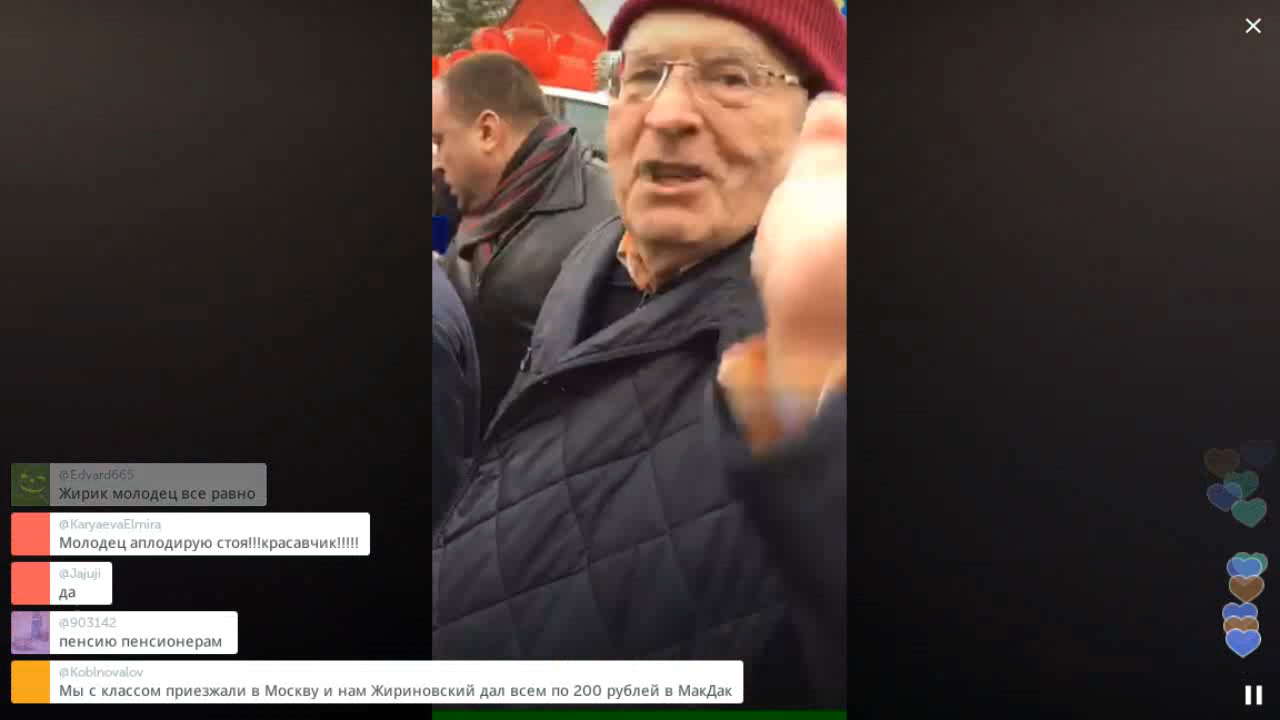 @Edvard665
Жирик молодец все равно
@KaryaevaElmira
Молодец аплодирую стоя!!!красавчик!!!!!
@Jajuji
да
@903142
пенсию пенсионерам
@Koblnovalov
Мы с классом приезжали в Москву и нам Жириновский дал всем по 200 рублей в МакДак